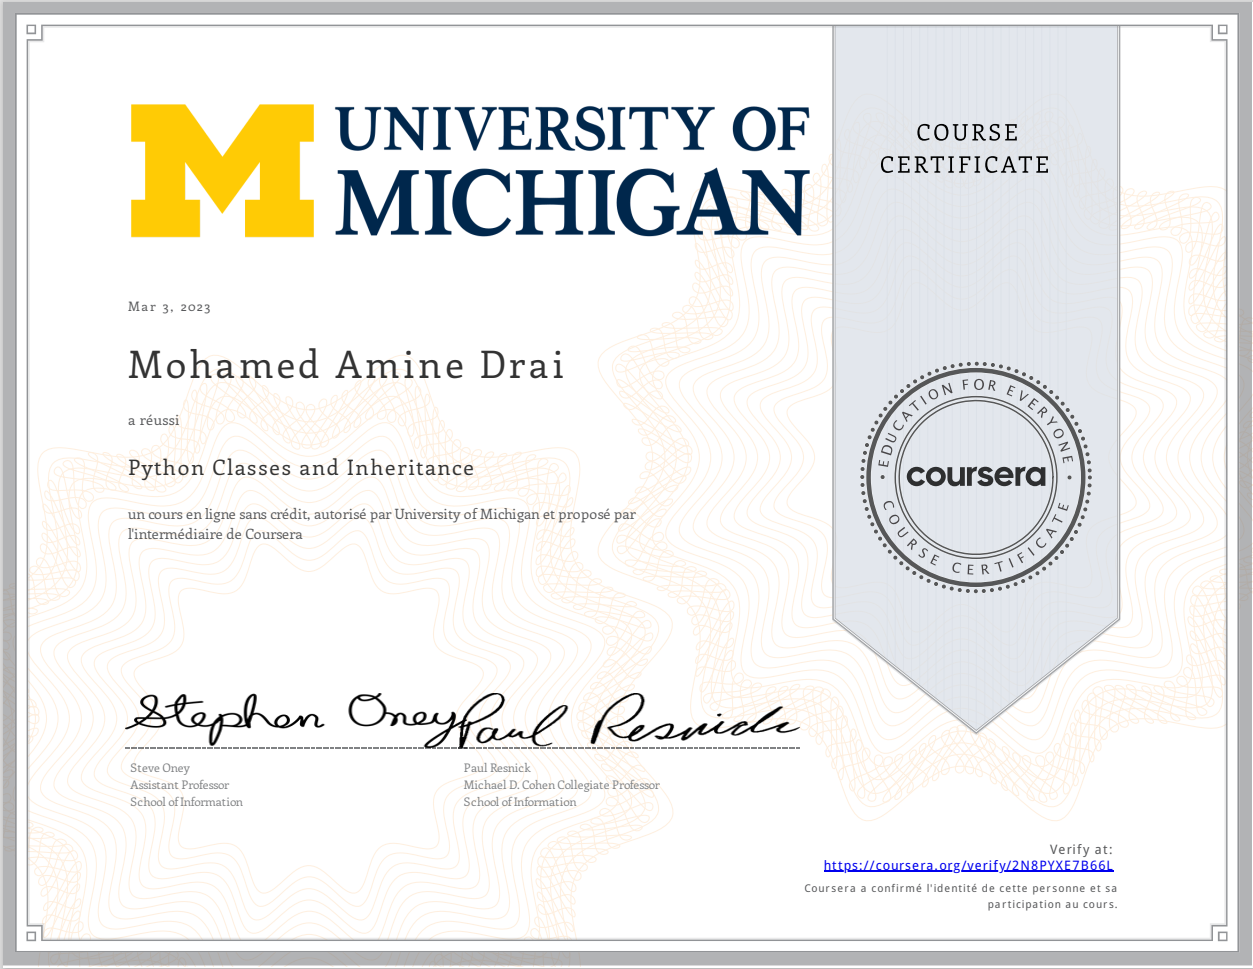 UNIVERSITY OF
MICHIGAN
COURSE
CERTIFICATE
Mar 3, 2023
Mohamed Amine Drai
a réussi
Python Classes and Inheritance
un cours en ligne sans crédit, autorisé par University of Michigan et proposé par
l'intermédiaire de Coursera
EDUCATION FOR EVERYONE
coursera
COURSE CERTIFICATE
Stephen Oney
Paul Resnick
Steve Oney
Assistant Professor
School of Information
Paul Resnick
Michael D. Cohen Collegiate Professor
School of Information
Verify at:
https://coursera.org/verify/2N8PYXE7B66L
Coursera a confirmé l'identité de cette personne et sa
participation au cours.